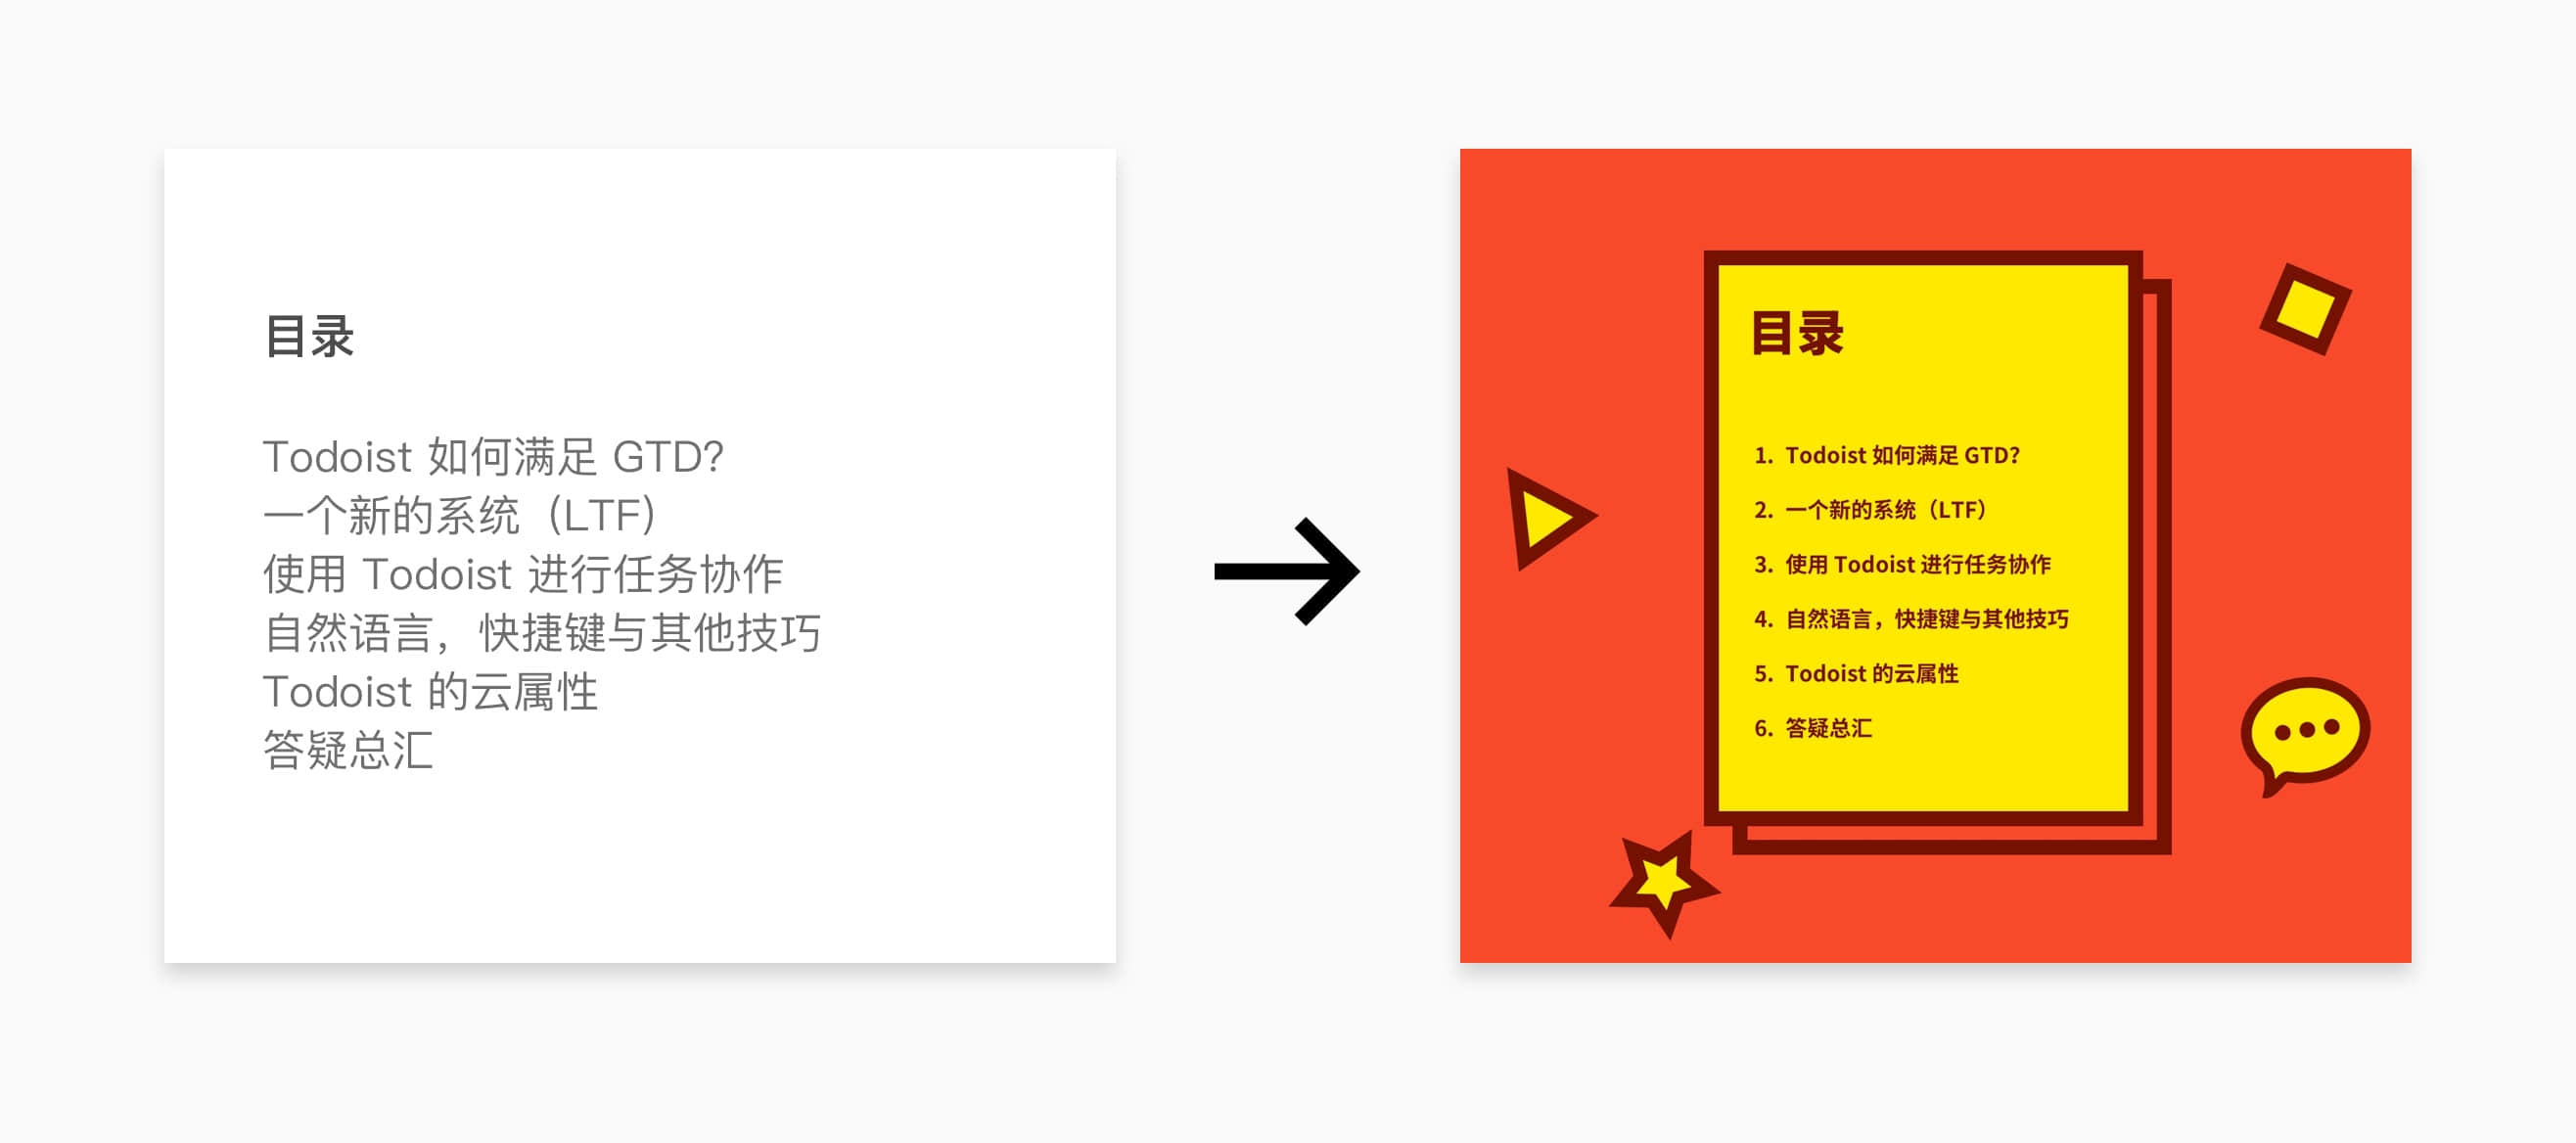 目录
Todoist 如何满足 GTD?
一个新的系统（LTF）
使用 Todoist 进行任务协作
自然语言，快捷键与其他技巧
Todoist 的云属性
答疑总汇
目录
1. Todoist 如何满足 GTD？
2. 一个新的系统（LTF）
3. 使用 Todoist 进行任务协作
4. 自然语言，快捷键与其他技巧
5. Todoist 的云属性
6. 答疑总汇